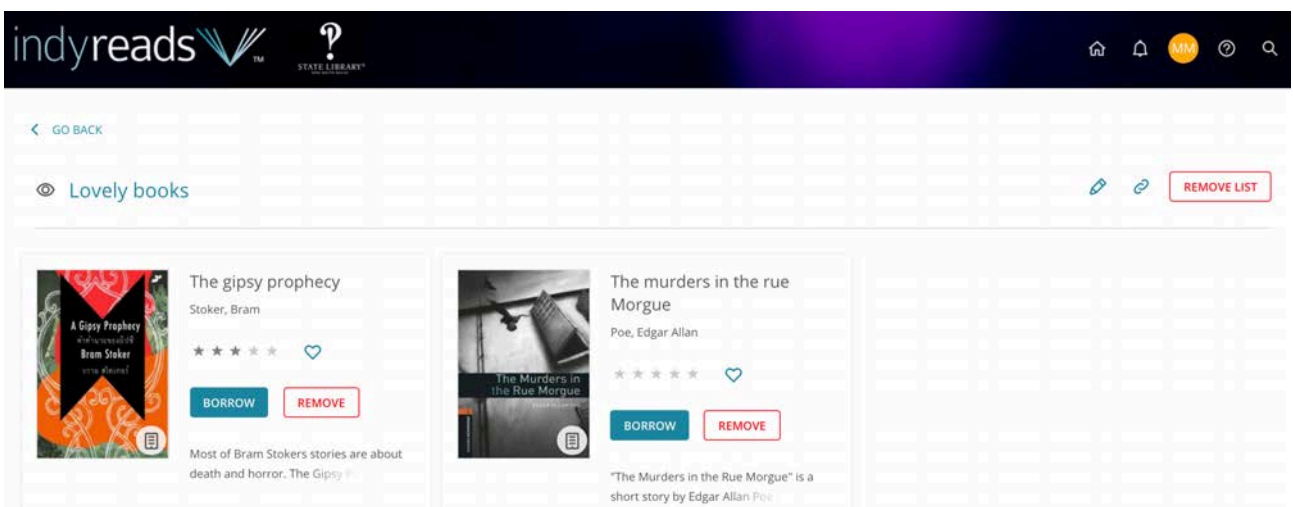 indyreads™
STATE LIBRARY®
MM
GO BACK
Lovely books
REMOVE LIST
A Gipsy Prophecy
Bram Stoker
The gipsy prophecy
Stoker, Bram
BORROW REMOVE
Most of Bram Stokers stories are about
death and horror. The Gipsy
The Murders in
the Rue Morgue
The murders in the rue
Morgue
Poe, Edgar Allan
BORROW REMOVE
"The Murders in the Rue Morgue" is a
short story by Edgar Allan Poe